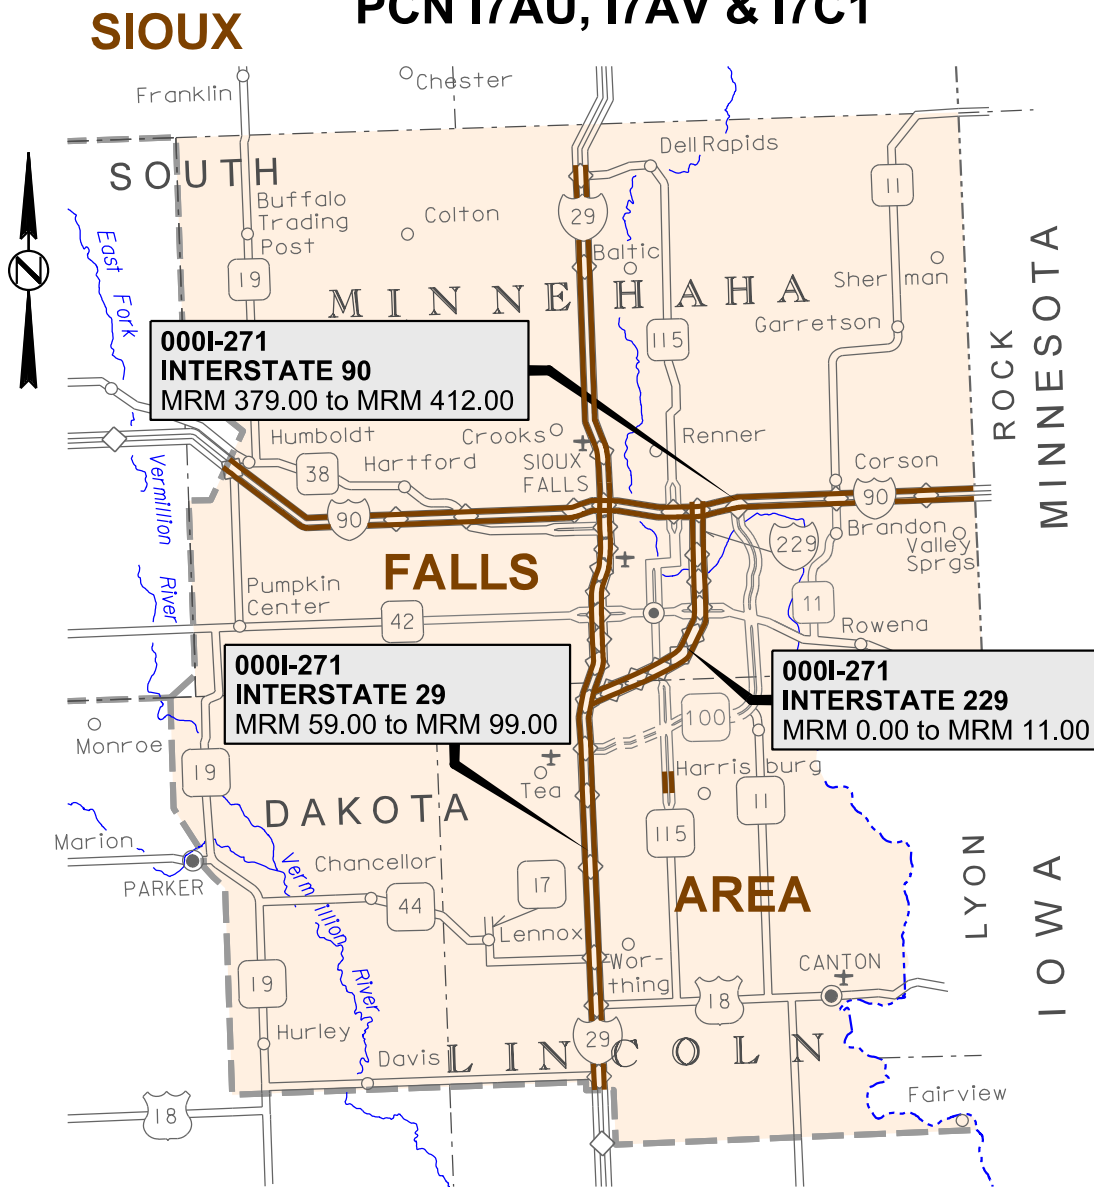 PCN I7AU, I7AV & I7C1
SIOUX
Franklin
Chester
SOUTH
Dell Rapids
11
Buffalo
Trading
Post
Colton
29
Baltic
East Fork
19
Sherman
MINNEHAHA
115
Garretson
ROCK
MINNESOTA
000I-271
INTERSTATE 90
MRM 379.00 to MRM 412.00
Humboldt
Crooks
Renner
Vermillion
River
38
Hartford
SIOUX
FALLS
Corson
90
90
229
Brandon
Valley
Sprgs
FALLS
Pumpkin
Center
42
11
Rowena
000I-271
INTERSTATE 29
MRM 59.00 to MRM 99.00
000I-271
INTERSTATE 229
MRM 0.00 to MRM 11.00
100
Monroe
19
Tea
Harrisburg
DAKOTA
11
115
Marion
PARKER
Chancellor
Vermillion
River
17
44
AREA
LYON
IOWA
Lennox
Wor-
thing
CANTON
19
18
Hurley
29
Davis
LINCOLN
18
Fairview
N